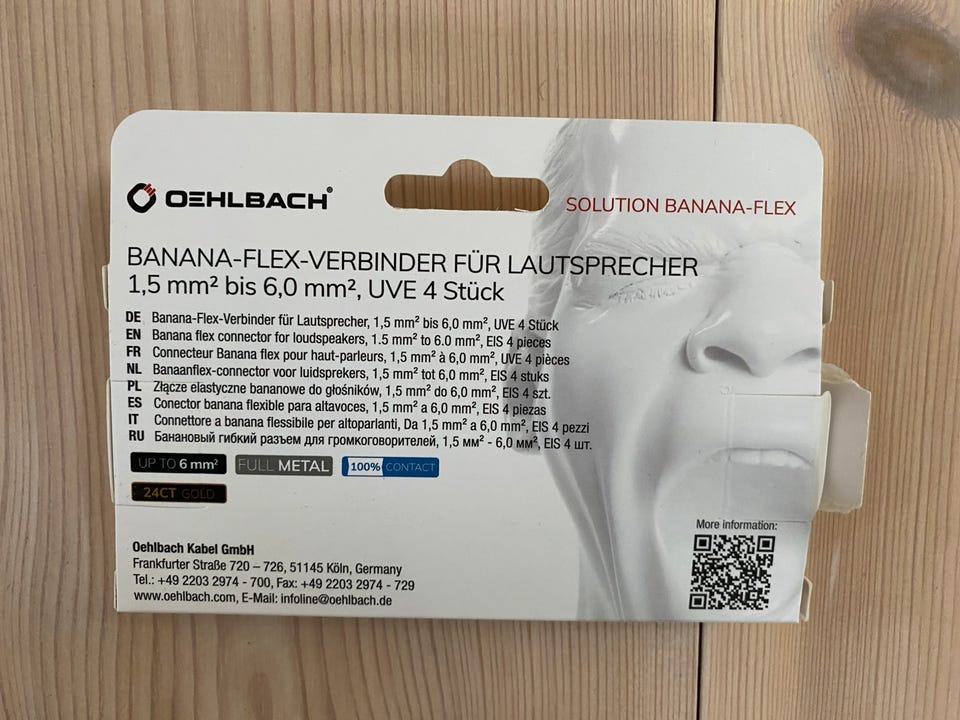 OEHLBACH®
SOLUTION BANANA-FLEX
BANANA-FLEX-VERBINDER FÜR LAUTSPRECHER
1,5 mm² bis 6,0 mm², UVE 4 Stück
DE Banana-Flex-Verbinder für Lautsprecher, 1,5 mm² bis 6,0 mm², UVE 4 Stück
EN Banana flex connector for loudspeakers, 1.5 mm² to 6.0 mm², EIS 4 pieces
FR Connecteur Banana flex pour haut-parleurs, 1,5 mm² à 6,0 mm², UVE 4 pièces
NL Banaanflex-connector voor luidsprekers, 1,5 mm² tot 6,0 mm², EIS 4 stuks
PL Złącze elastyczne bananowe do głośników, 1,5 mm² do 6,0 mm², EIS 4 szt.
ES Conector banana flexible para altavoces, 1,5 mm² a 6,0 mm², EIS 4 piezas
IT Connettore a banana flessibile per altoparlanti, Da 1,5 mm² a 6,0 mm², EIS 4 pezzi
RU Банановый гибкий разъем для громкоговорителей, 1,5 мм² - 6,0 мм², EIS 4 шт.
UP TO 6 mm² FULL METAL 100% CONTACT
24CT GOLD
Oehlbach Kabel GmbH
Frankfurter Straße 720 – 726, 51145 Köln, Germany
Tel.: +49 2203 2974 - 700, Fax: +49 2203 2974 - 729
www.oehlbach.com, E-Mail: infoline@oehlbach.de
More information: